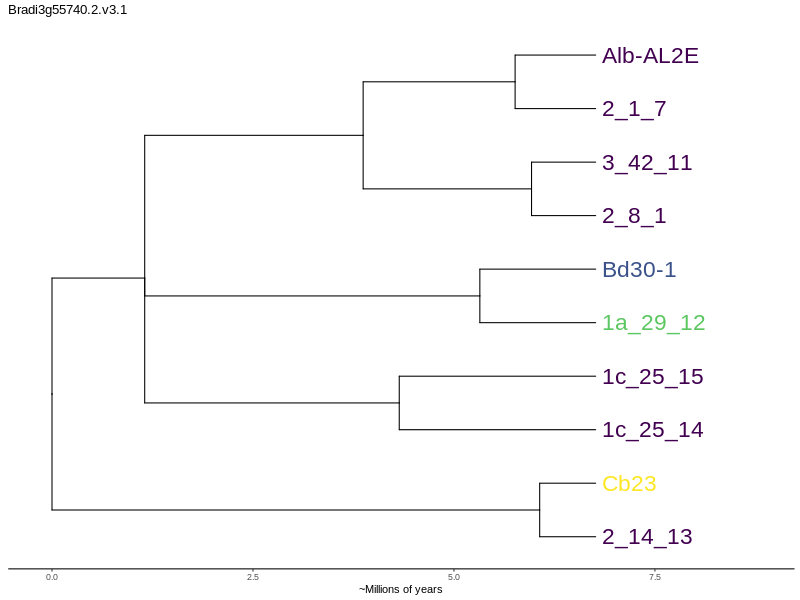 Bradi3g55740.2.v3.1
Alb-AL2E
2_1_7
3_42_11
2_8_1
Bd30-1
1a_29_12
1c_25_15
1c_25_14
Cb23
2_14_13
0.0 2.5 5.0 7.5
~Millions of years